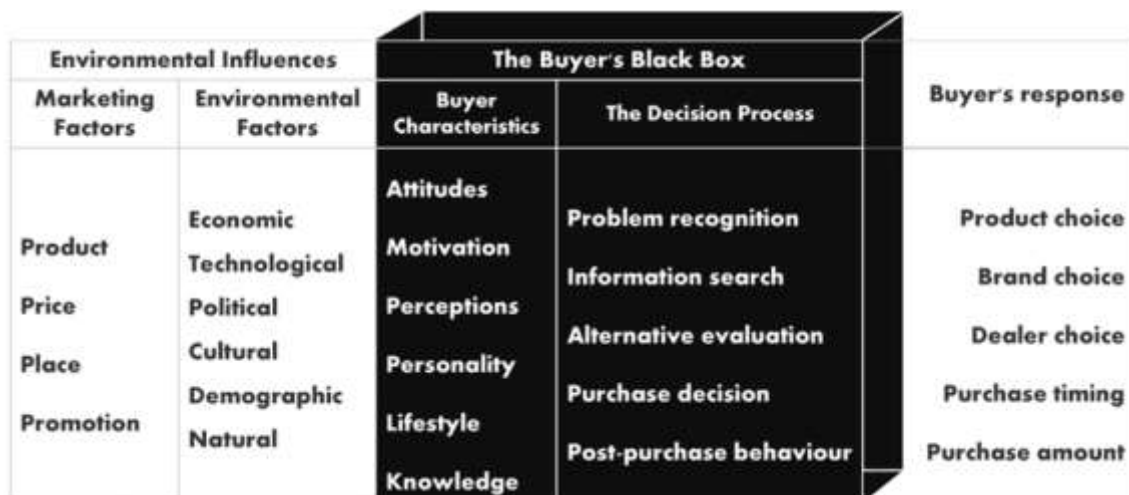 Environmental Influences
The Buyer's Black Box
Buyer's response
Marketing
Factors
Environmental
Factors
Buyer
Characteristics
The Decision Process
Product
Price
Place
Promotion
Economic
Technological
Political
Cultural
Demographic
Natural
Attitudes
Motivation
Perceptions
Personality
Lifestyle
Knowledge
Problem recognition
Information search
Alternative evaluation
Purchase decision
Post-purchase behaviour
Product choice
Brand choice
Dealer choice
Purchase timing
Purchase amount